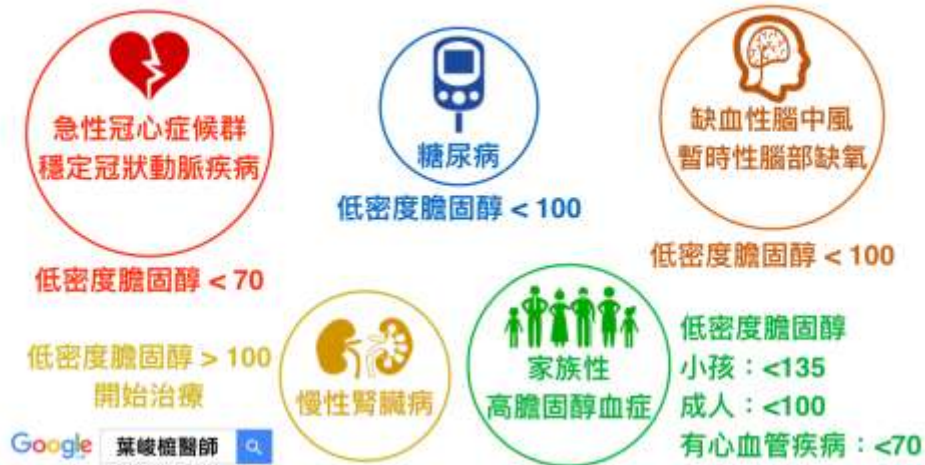 急性冠心症候群
穩定冠狀動脈疾病
低密度膽固醇 < 70
糖尿病
低密度膽固醇 < 100
缺血性腦中風
暫時性腦部缺氧
低密度膽固醇 < 100
低密度膽固醇 > 100
開始治療
慢性腎臟病
家族性
高膽固醇血症
低密度膽固醇
小孩：<135
成人：<100
有心血管疾病：<70
Google 葉峻榳醫師